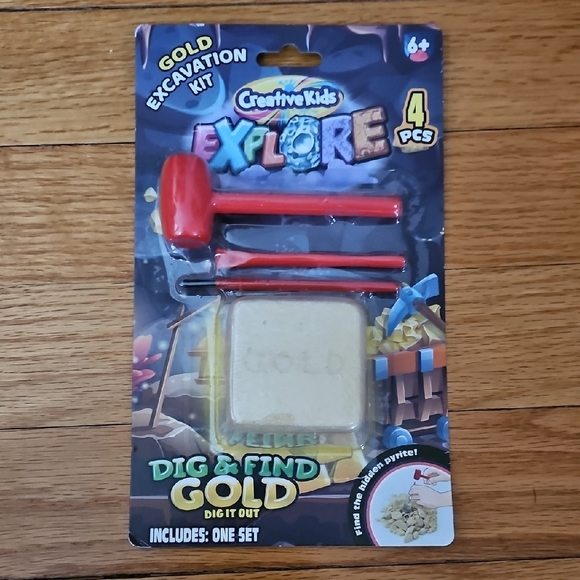 GOLD
EXCAVATION
KIT
6+
Creative Kids
EXPLORE
4
PCS
GOLD
DIG & FIND
GOLD
DIG IT OUT
INCLUDES: ONE SET
Find the hidden pyrite!